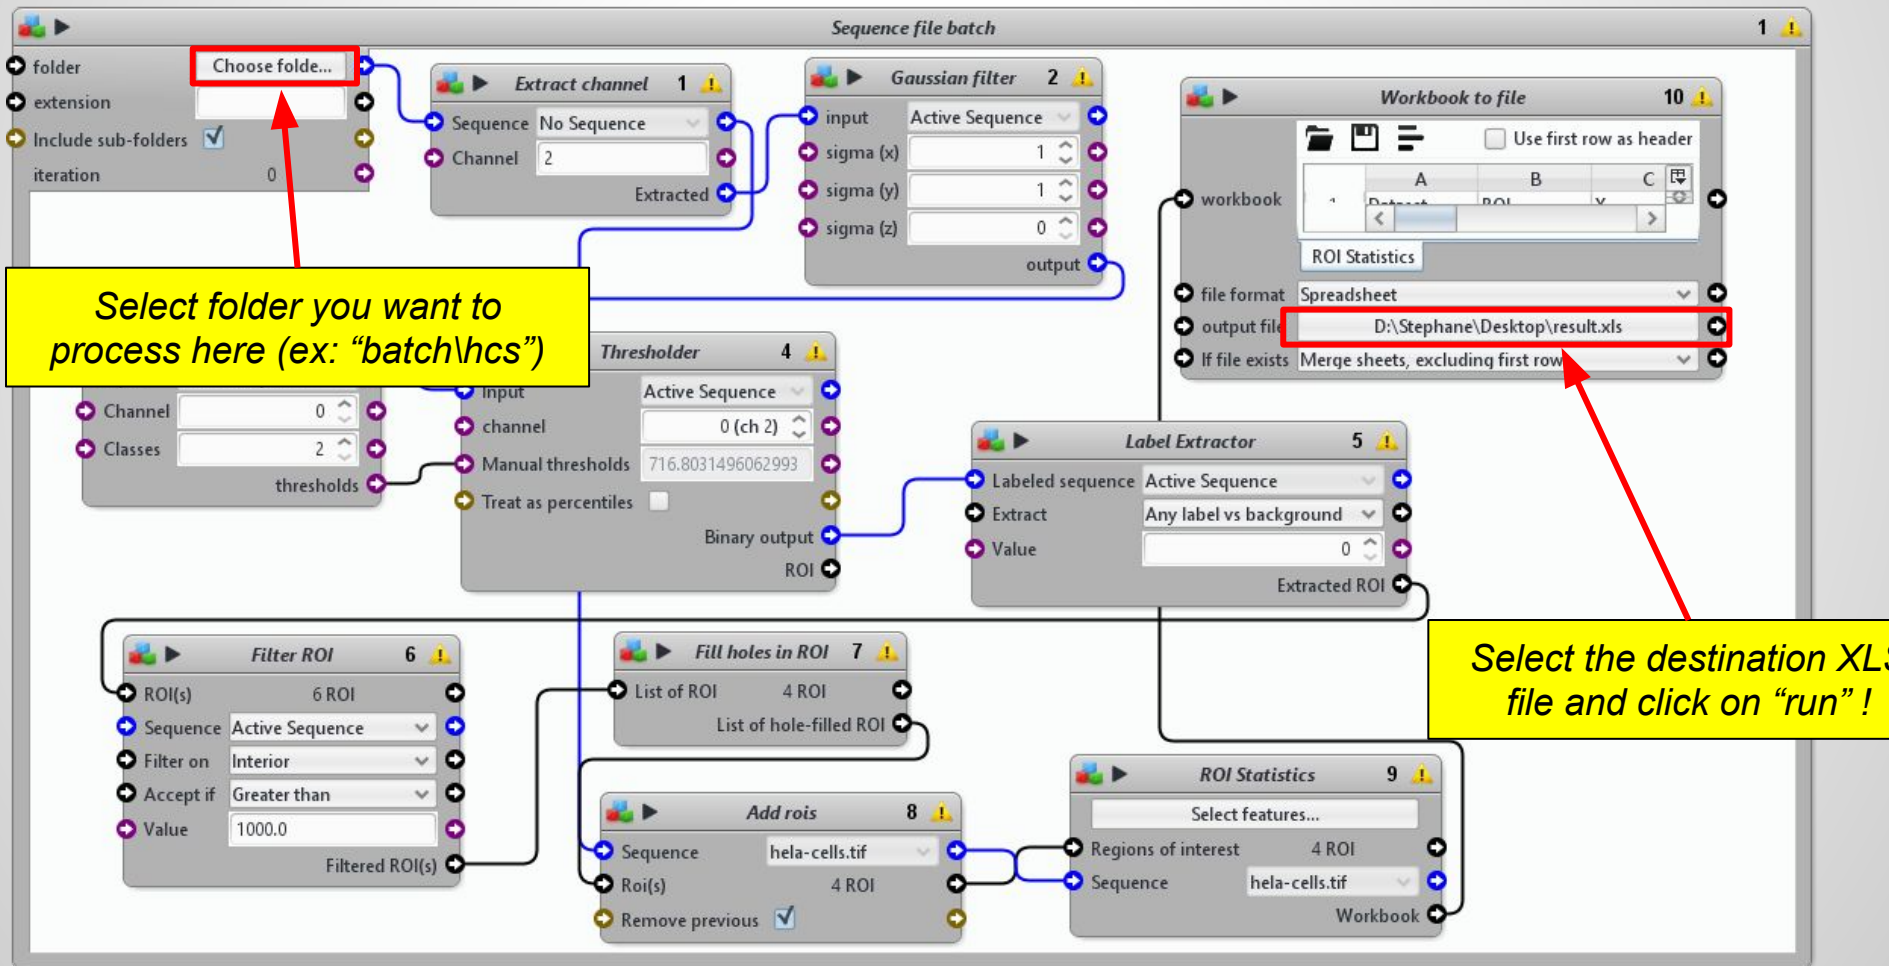 Sequence file batch 1
folder Choose folde...
extension
Include sub-folders
iteration 0
Extract channel 1
Sequence No Sequence
Channel 2
Extracted
Gaussian filter 2
input Active Sequence
sigma (x) 1
sigma (y) 1
sigma (z) 0
output
Workbook to file 10
Use first row as header
A B C
workbook
ROI Statistics
file format Spreadsheet
output file D:\Stephane\Desktop\result.xls
If file exists Merge sheets, excluding first row
Select folder you want to
process here (ex: “batch\hcs”)
Channel 0
Classes 2
thresholds
Thresholder 4
Input Active Sequence
channel 0 (ch 2)
Manual thresholds 716.8031496062993
Treat as percentiles
Binary output
ROI
Label Extractor 5
Labeled sequence Active Sequence
Extract Any label vs background
Value 0
Extracted ROI
Select the destination XLS
file and click on “run” !
Filter ROI 6
ROI(s) 6 ROI
Sequence Active Sequence
Filter on Interior
Accept if Greater than
Value 1000.0
Filtered ROI(s)
Fill holes in ROI 7
List of ROI 4 ROI
List of hole-filled ROI
Add rois 8
Sequence hela-cells.tif
Roi(s) 4 ROI
Remove previous
ROI Statistics 9
Select features...
Regions of interest 4 ROI
Sequence hela-cells.tif
Workbook